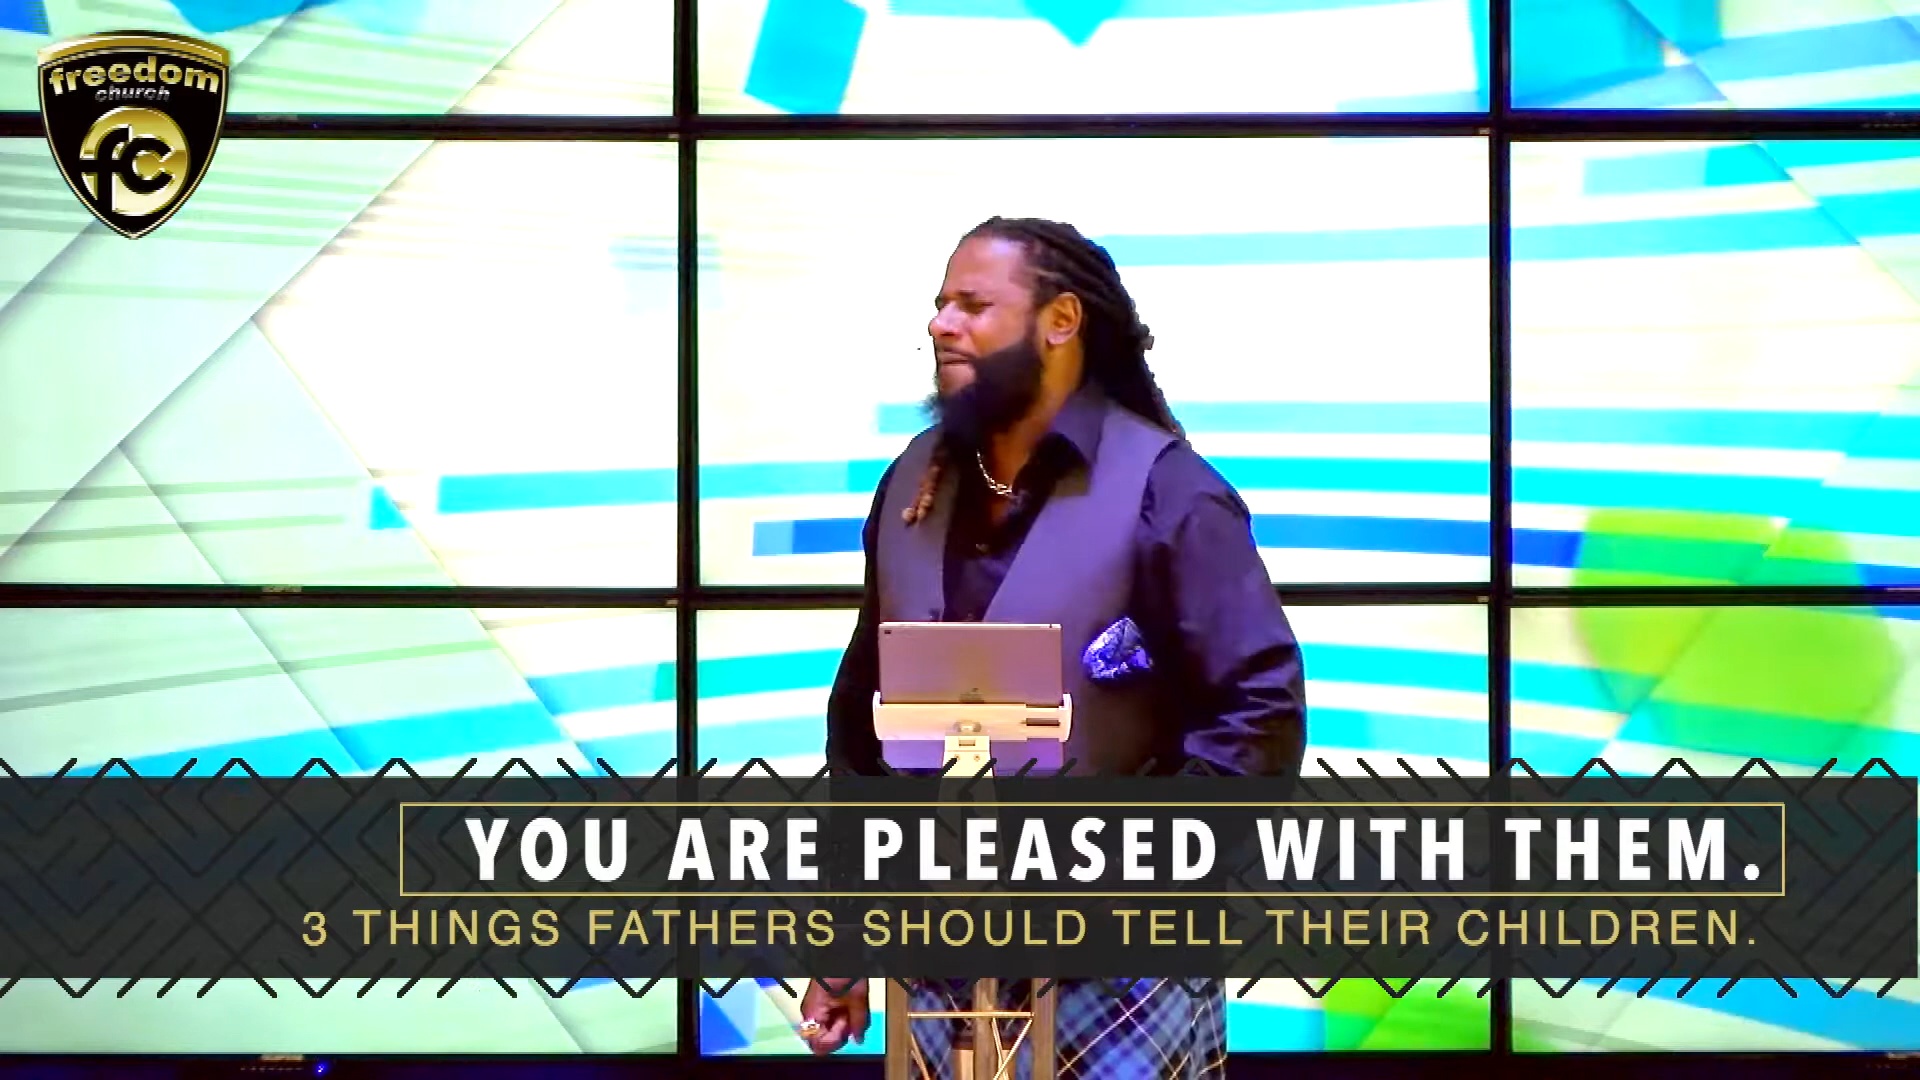 freedom
church
fc
YOU ARE PLEASED WITH THEM.
3 THINGS FATHERS SHOULD TELL THEIR CHILDREN.